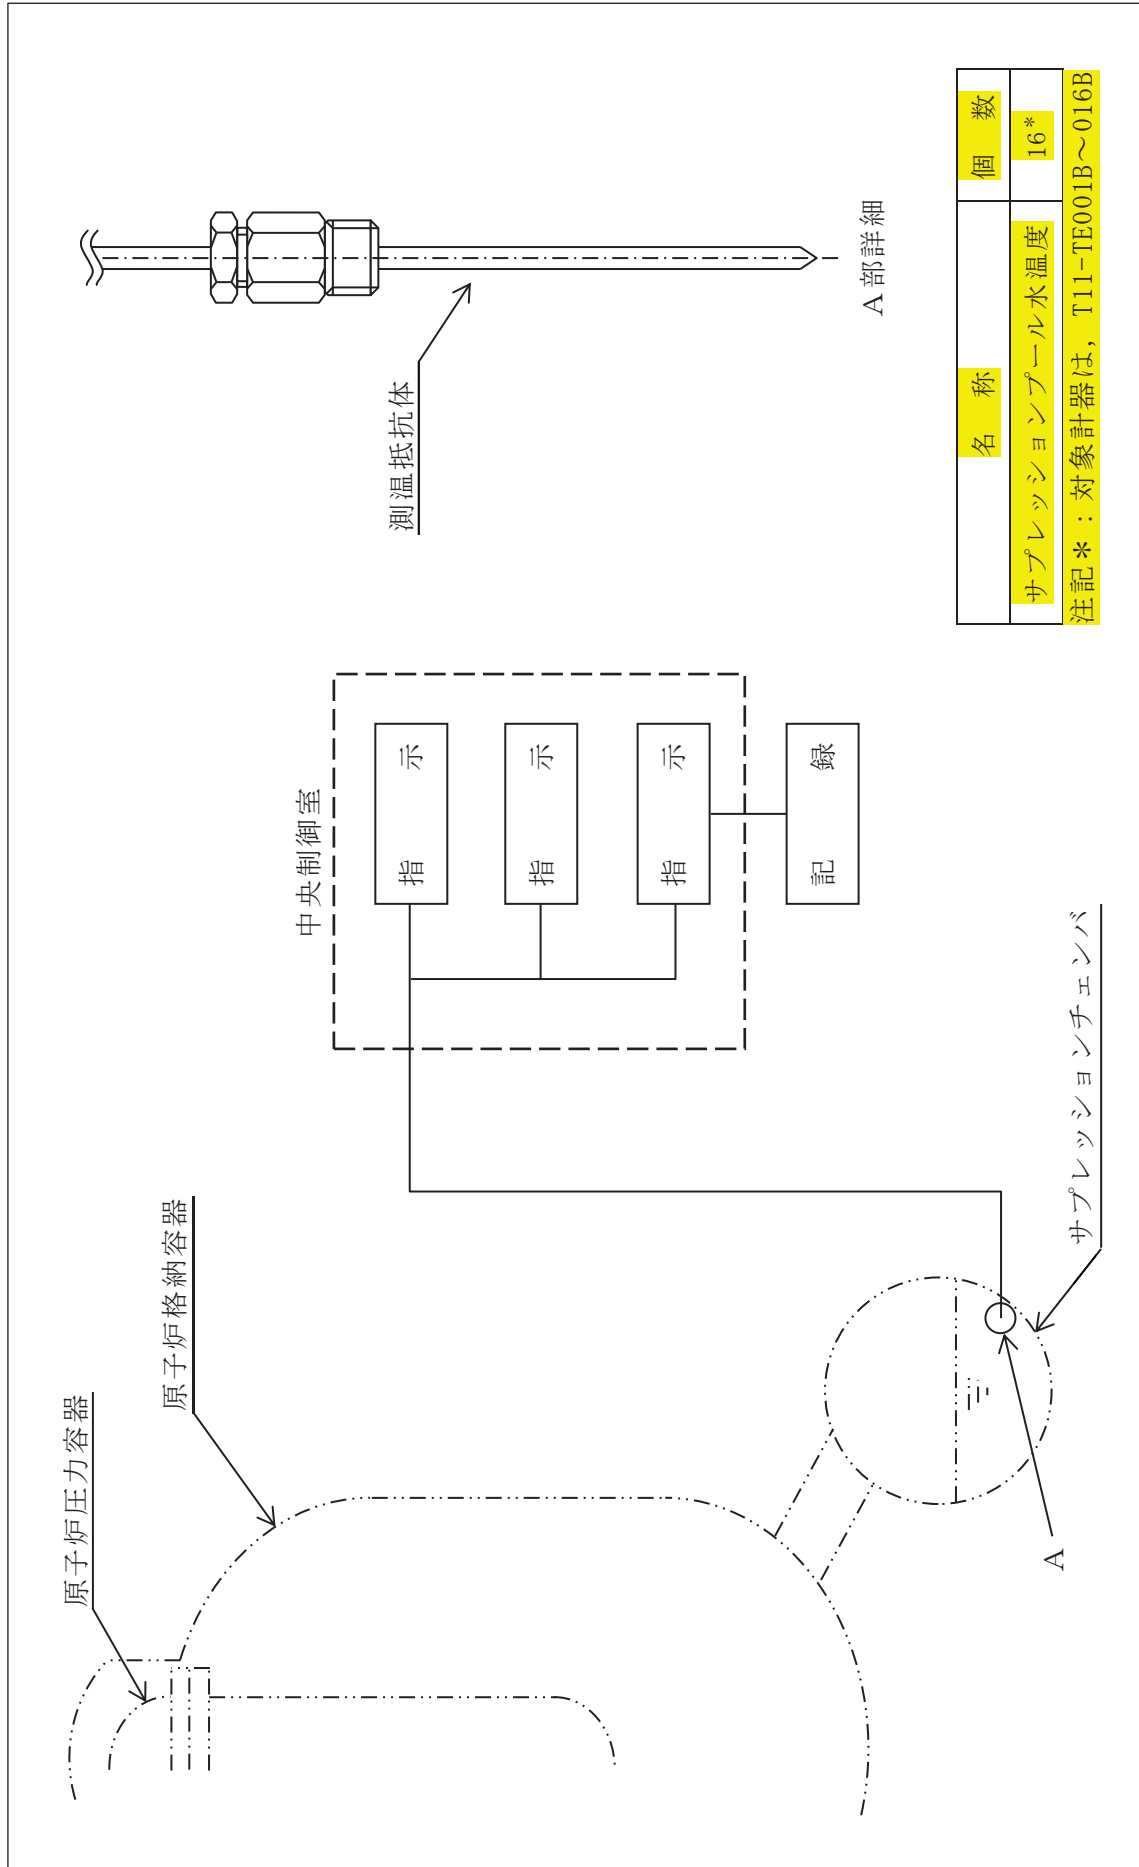 原子炉圧力容器
原子炉格納容器
中央制御室
指示
指示
指示
記録
サプレッションチェンバ
A
測温抵抗体
A部詳細
名称 個数
サプレッションプール水温度 16*
注記*:対象計器は,T11-TE001B~016B